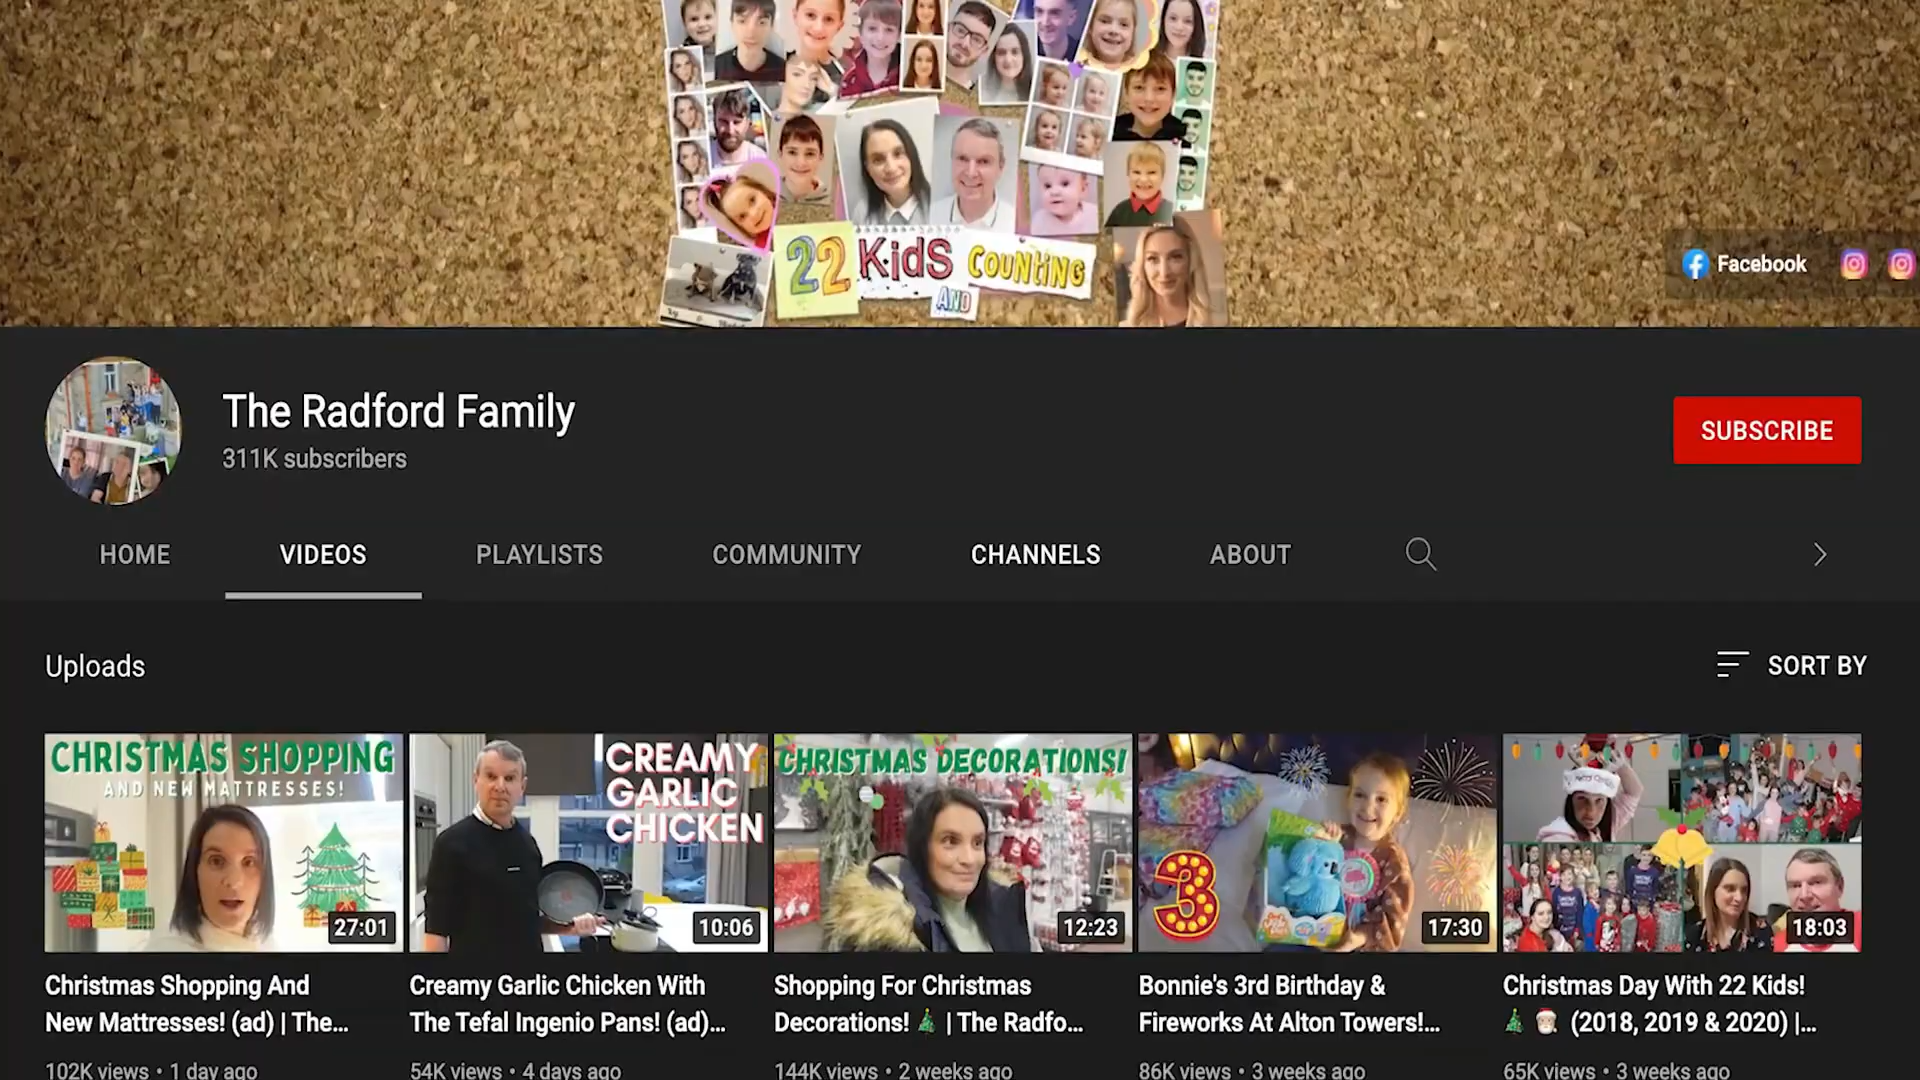 22 KidS COUNTING
AND
Facebook
The Radford Family
311K subscribers
SUBSCRIBE
HOME
VIDEOS
PLAYLISTS
COMMUNITY
CHANNELS
ABOUT
Uploads
SORT BY
CHRISTMAS SHOPPING
AND NEW MATTRESSES!
27:01
CREAMY
GARLIC
CHICKEN
10:06
CHRISTMAS DECORATIONS!
12:23
3
17:30
18:03
Christmas Shopping And
New Mattresses! (ad) | The...
102K views • 1 day ago
Creamy Garlic Chicken With
The Tefal Ingenio Pans! (ad)...
54K views • 4 days ago
Shopping For Christmas
Decorations! 🎄 | The Radfo...
144K views • 2 weeks ago
Bonnie's 3rd Birthday &
Fireworks At Alton Towers!...
86K views • 3 weeks ago
Christmas Day With 22 Kids!
🎄 🎅🏻 (2018, 2019 & 2020) |...
65K views • 3 weeks ago